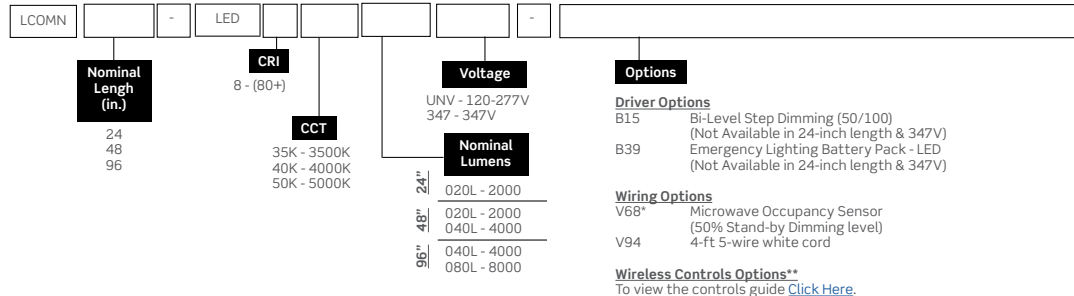 LCOMN - LED -
Nominal
Lengh
(in.)
24
48
96
CRI
8 - (80+)
CCT
35K - 3500K
40K - 4000K
50K - 5000K
Voltage
UNV - 120-277V
347 - 347V
Nominal
Lumens
24"
020L - 2000
48"
020L - 2000
040L - 4000
96"
040L - 4000
080L - 8000
Options
Driver Options
B15 Bi-Level Step Dimming (50/100)
(Not Available in 24-inch length & 347V)
B39 Emergency Lighting Battery Pack - LED
(Not Available in 24-inch length & 347V)
Wiring Options
V68* Microwave Occupancy Sensor
(50% Stand-by Dimming level)
V94 4-ft 5-wire white cord
Wireless Controls Options**
To view the controls guide Click Here.